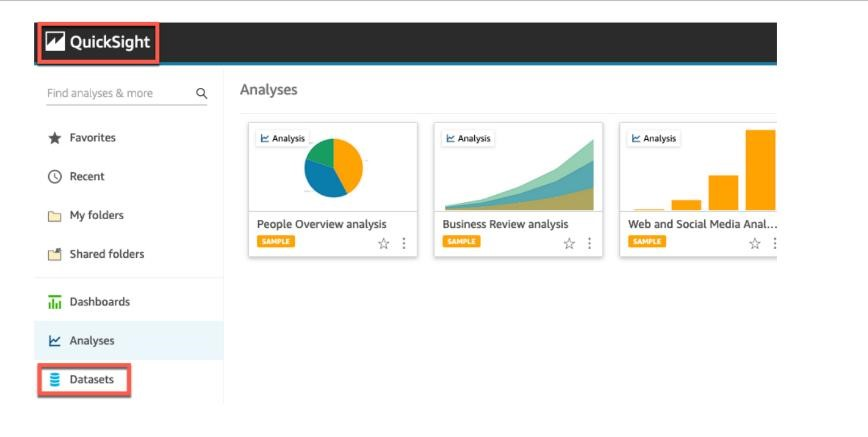 QuickSight
Find analyses & more
Favorites
Recent
My folders
Shared folders
Dashboards
Analyses
Datasets
Analyses
Analysis
People Overview analysis
SAMPLE
Analysis
Business Review analysis
SAMPLE
Analysis
Web and Social Media Anal...
SAMPLE